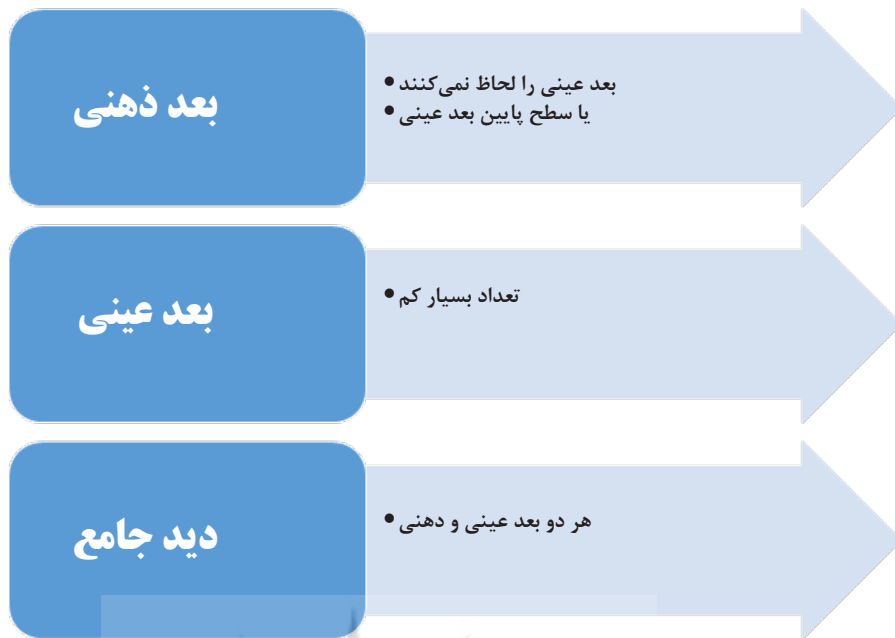 بعد ذهنی
• بعد عینی را لحاظ نمی‌کنند
• یا سطح پایین بعد عینی
بعد عینی
• تعداد بسیار کم
دید جامع
• هر دو بعد عینی و دهنی